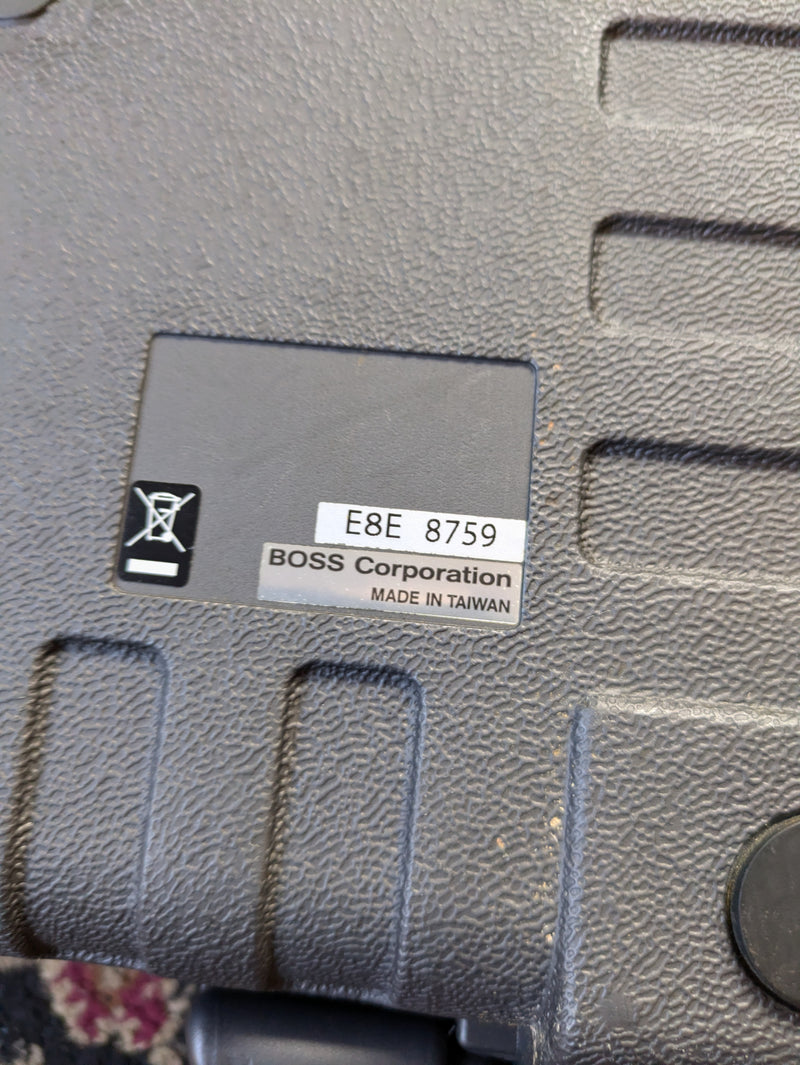 E8E 8759
BOSS Corporation
MADE IN TAIWAN